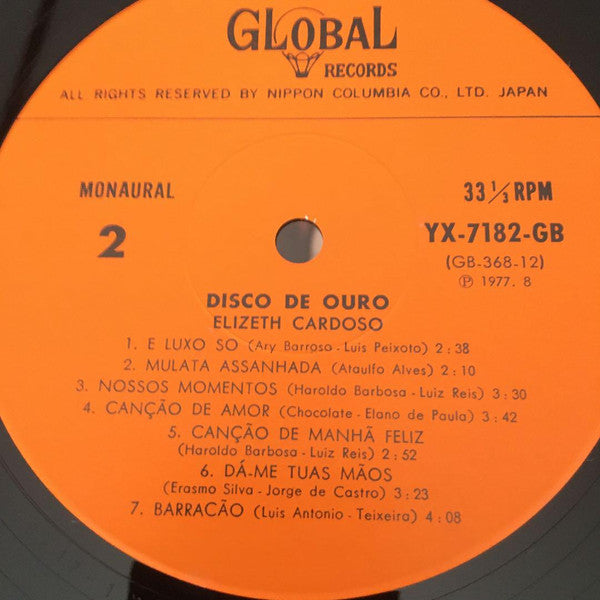 GLOBAL
RECORDS
ALL RIGHTS RESERVED BY NIPPON COLUMBIA CO., LTD. JAPAN
MONAURAL
33 1/3 RPM
2
YX-7182-GB
(GB-368-12)
Ⓟ 1977. 8
DISCO DE OURO
ELIZETH CARDOSO
1. E LUXO SO (Ary Barroso - Luis Peixoto) 2:38
2. MULATA ASSANHADA (Ataulfo Alves) 2:10
3. NOSSOS MOMENTOS (Haroldo Barbosa - Luiz Reis) 3:30
4. CANÇÃO DE AMOR (Chocolate - Elano de Paula) 3:42
5. CANÇÃO DE MANHÃ FELIZ
(Haroldo Barbosa - Luiz Reis) 2:52
6. DÁ-ME TUAS MÃOS
(Erasmo Silva - Jorge de Castro) 3:23
7. BARRACÃO (Luis Antonio - Teixeira) 4:08